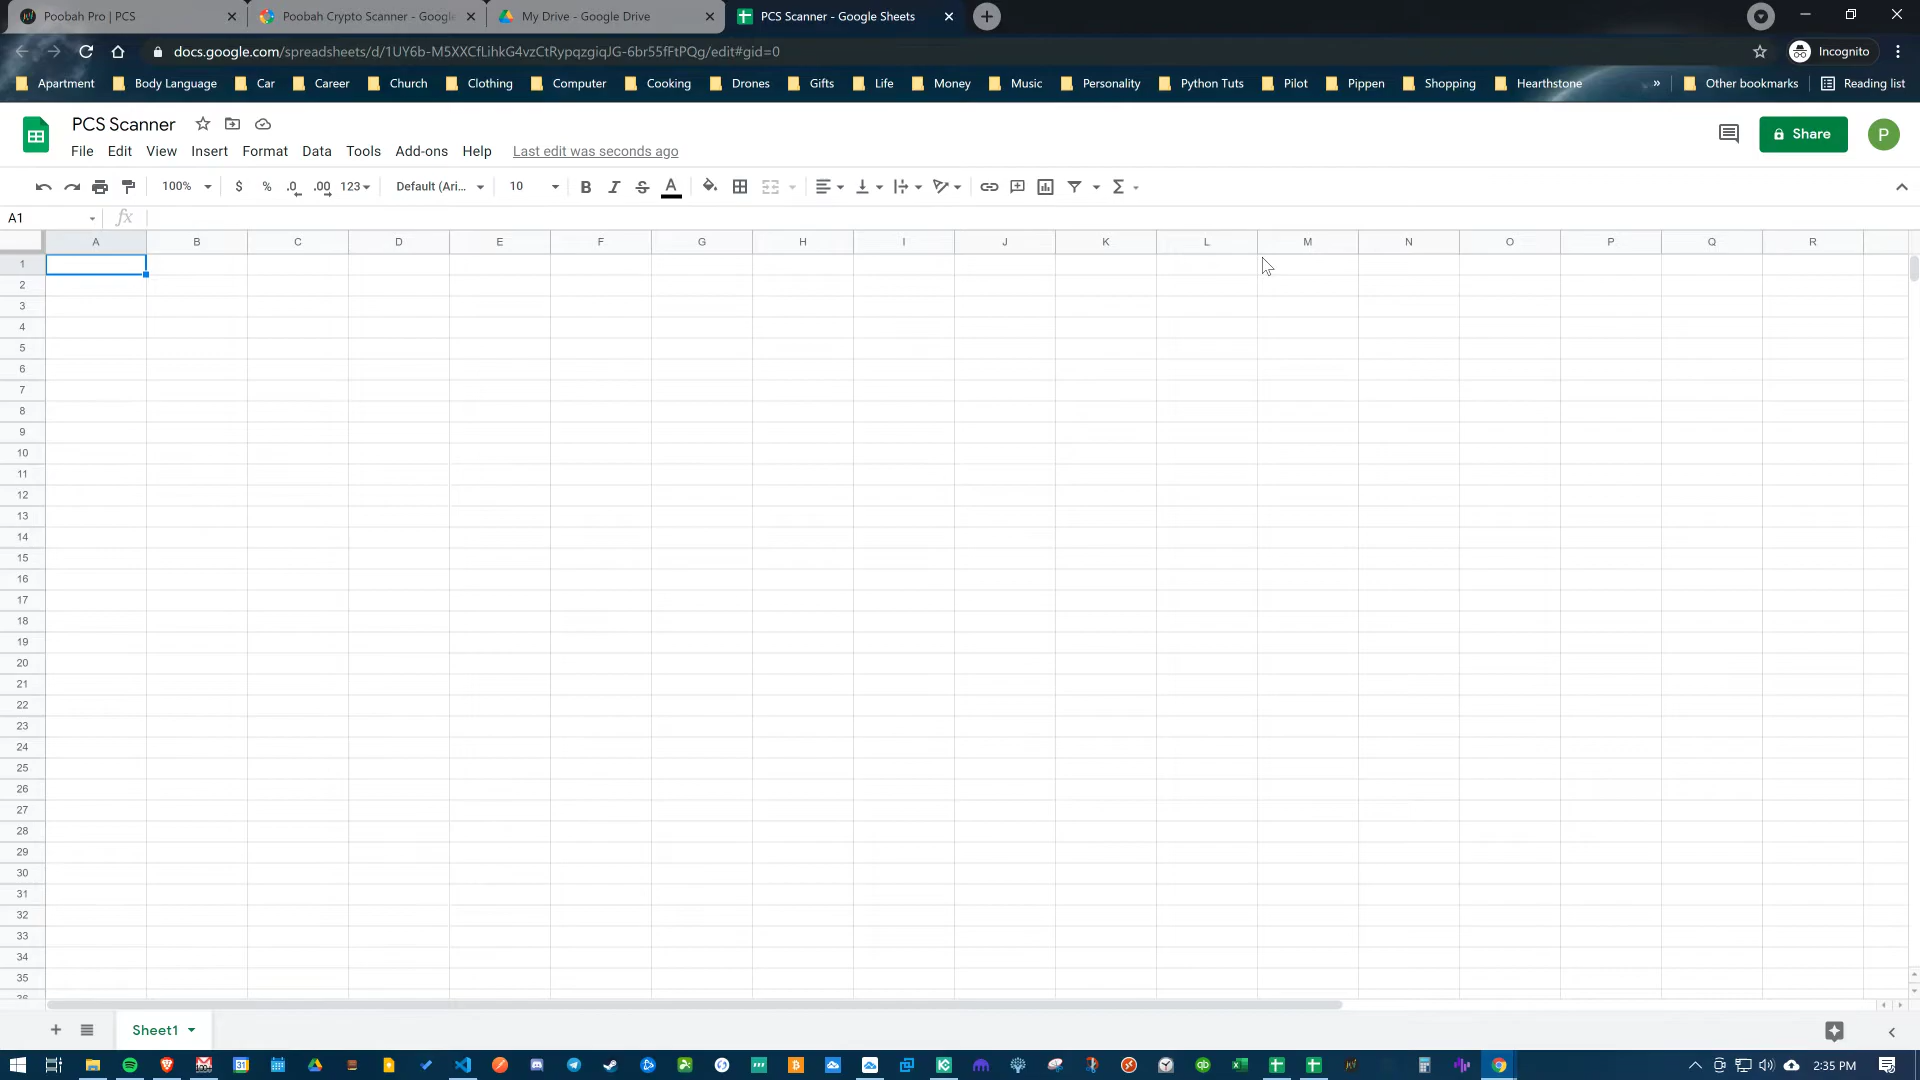 Poobah Pro | PCS
Poobah Crypto Scanner - Google
My Drive - Google Drive
PCS Scanner - Google Sheets
docs.google.com/spreadsheets/d/1UY6b-M5XXCfLihkG4vzCtRypqzgiqJG-6br55fFtPQg/edit#gid=0
Incognito
Apartment Body Language Car Career Church Clothing Computer Cooking Drones Gifts Life Money Music Personality Python Tuts Pilot Pippen Shopping Hearthstone » Other bookmarks Reading list
PCS Scanner
Share
P
File Edit View Insert Format Data Tools Add-ons Help Last edit was seconds ago
100% $ % .0 .00 123 Default (Ari... 10 B I S A Σ
A1 fx
A B C D E F G H I J K L M N O P Q R
1
2
3
4
5
6
7
8
9
10
11
12
13
14
15
16
17
18
19
20
21
22
23
24
25
26
27
28
29
30
31
32
33
34
35
36
Sheet1
31
2:35 PM